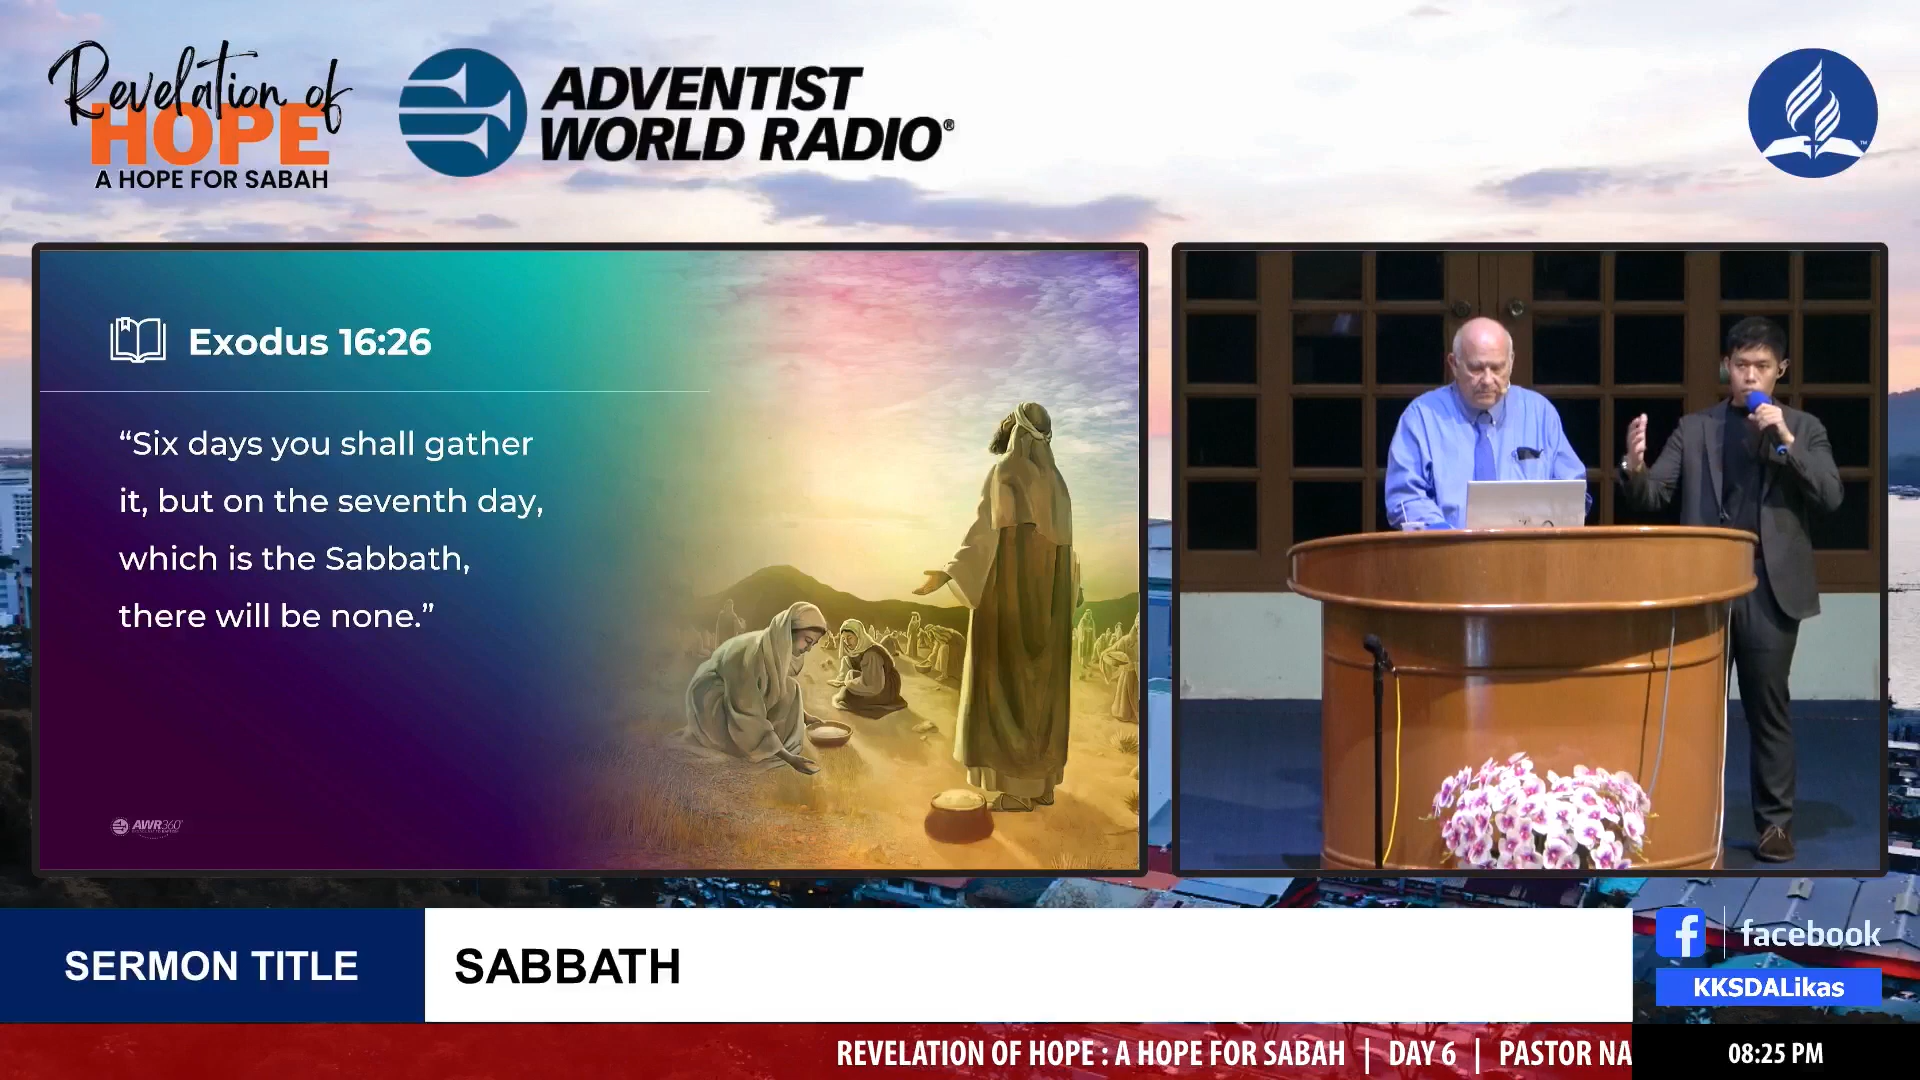 Revelation of
HOPE
A HOPE FOR SABAH
ADVENTIST
WORLD RADIO®
Exodus 16:26
“Six days you shall gather
it, but on the seventh day,
which is the Sabbath,
there will be none.”
AWR360°
SERMON TITLE
SABBATH
facebook
KKSDALikas
REVELATION OF HOPE : A HOPE FOR SABAH | DAY 6 | PASTOR NA
08:25 PM